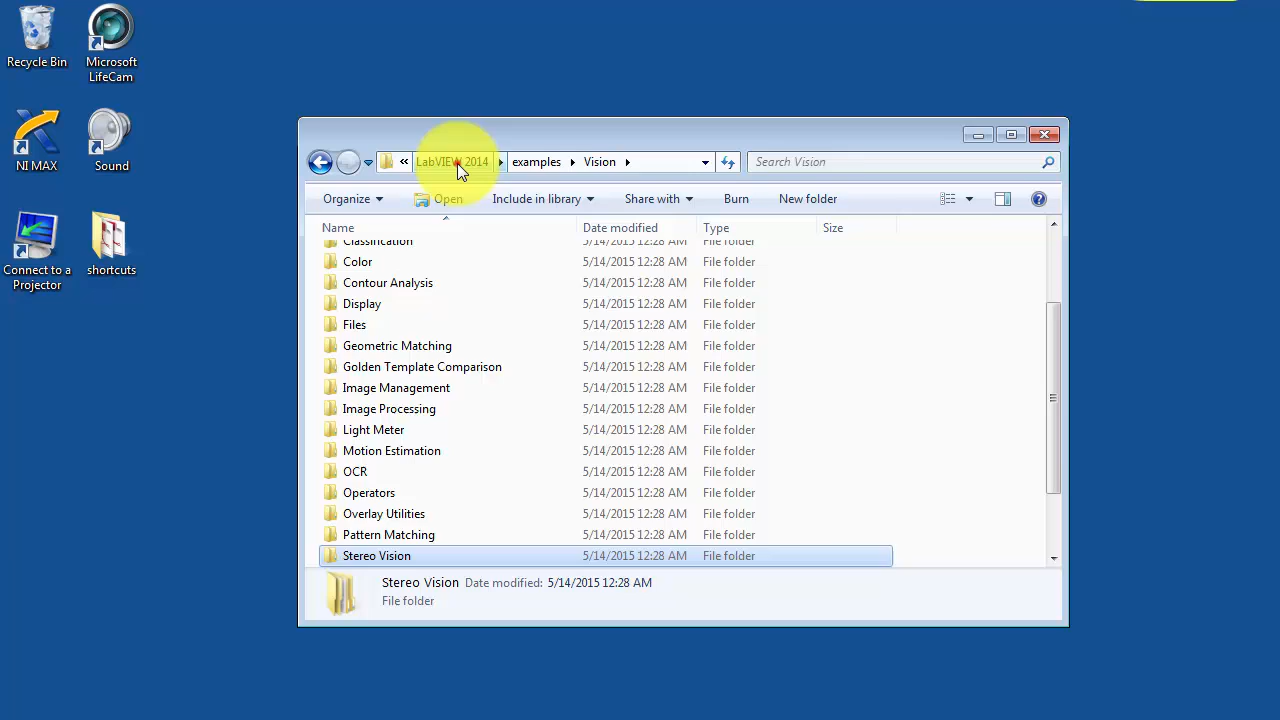 Recycle Bin
Microsoft
LifeCam
NI MAX
Sound
Connect to a
Projector
shortcuts
« LabVIEW 2014 examples Vision
Search Vision
Organize Open Include in library Share with Burn New folder
Name Date modified Type Size
Classification 5/14/2015 12:28 AM File folder
Color 5/14/2015 12:28 AM File folder
Contour Analysis 5/14/2015 12:28 AM File folder
Display 5/14/2015 12:28 AM File folder
Files 5/14/2015 12:28 AM File folder
Geometric Matching 5/14/2015 12:28 AM File folder
Golden Template Comparison 5/14/2015 12:28 AM File folder
Image Management 5/14/2015 12:28 AM File folder
Image Processing 5/14/2015 12:28 AM File folder
Light Meter 5/14/2015 12:28 AM File folder
Motion Estimation 5/14/2015 12:28 AM File folder
OCR 5/14/2015 12:28 AM File folder
Operators 5/14/2015 12:28 AM File folder
Overlay Utilities 5/14/2015 12:28 AM File folder
Pattern Matching 5/14/2015 12:28 AM File folder
Stereo Vision 5/14/2015 12:28 AM File folder
Stereo Vision Date modified: 5/14/2015 12:28 AM
File folder